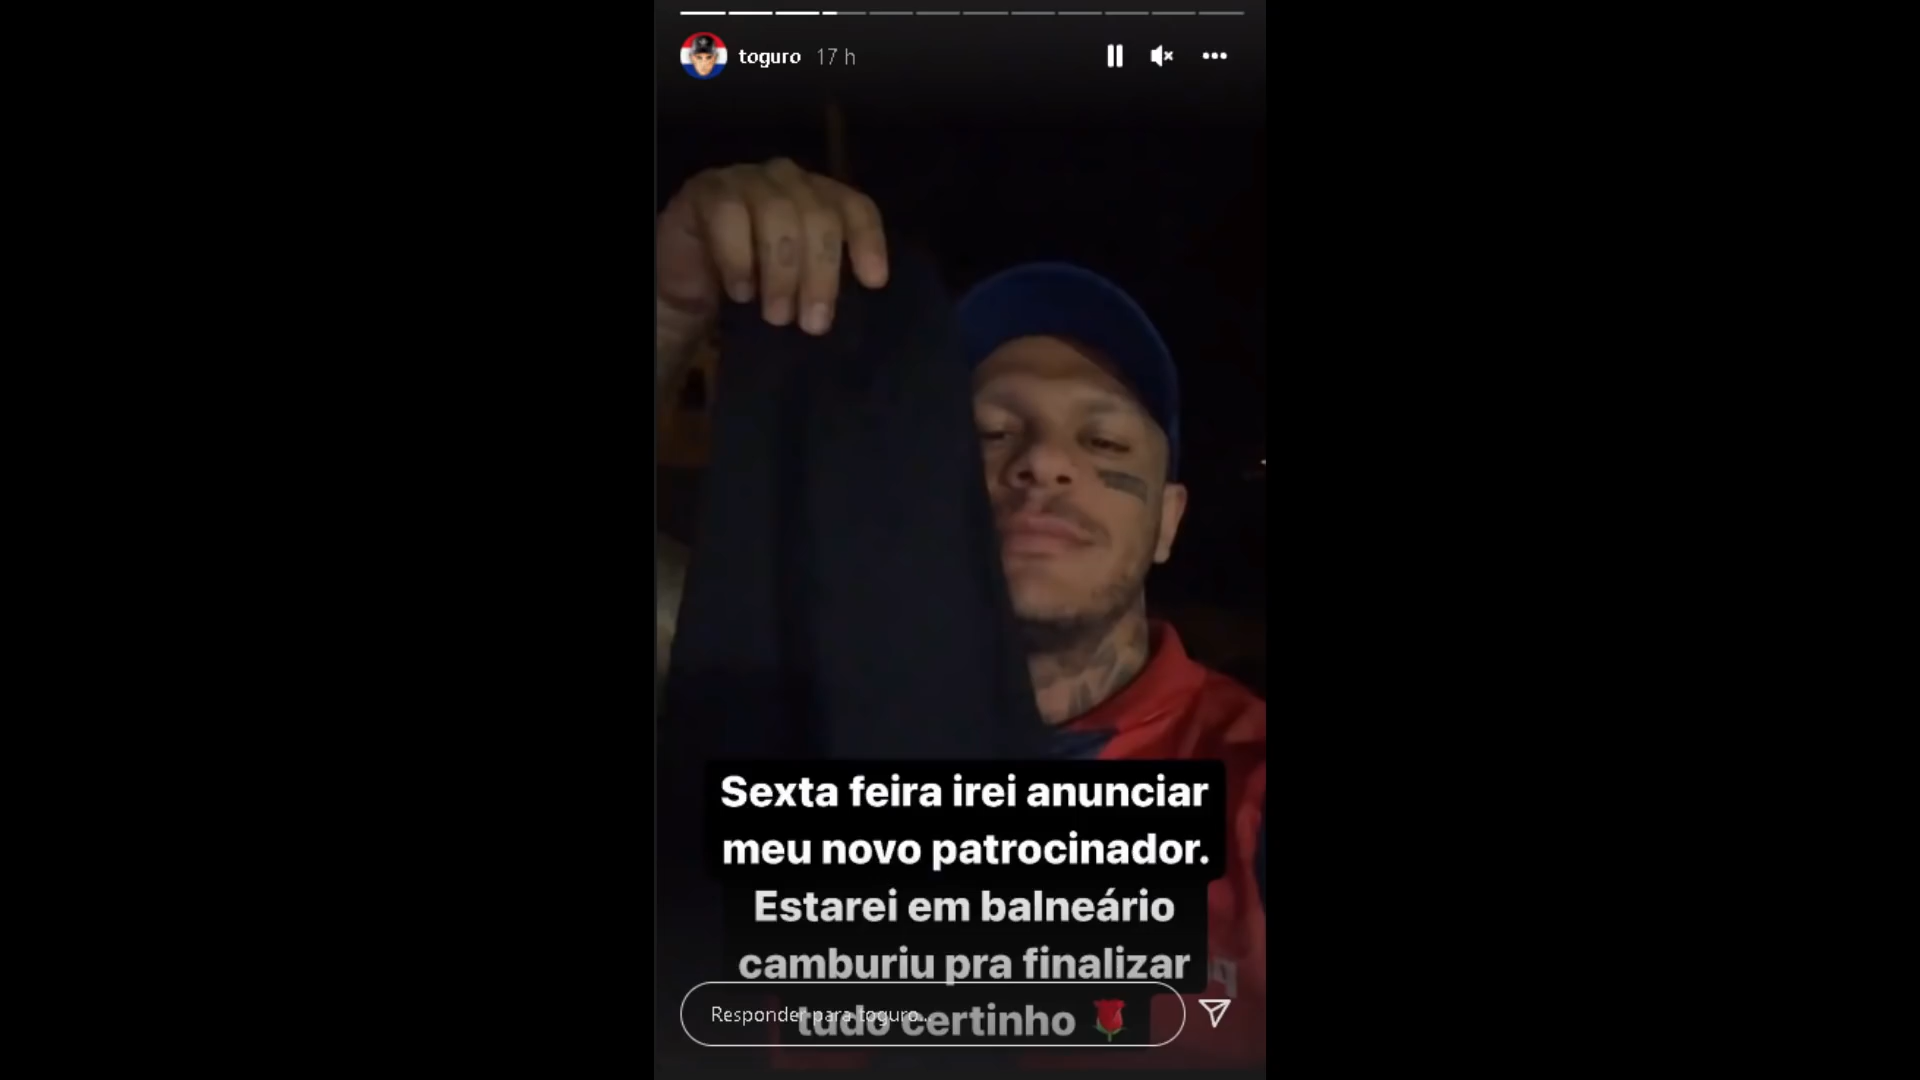 toguro 17 h
Sexta feira irei anunciar
meu novo patrocinador.
Estarei em balneário
camburiu pra finalizar
tudo certinho 🌹
Responder para toguro...